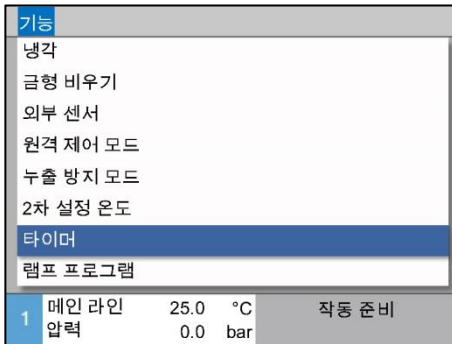 기능
냉각
금형 비우기
외부 센서
원격 제어 모드
누출 방지 모드
2차 설정 온도
타이머
램프 프로그램
1 메인 라인 25.0 °C 작동 준비
압력 0.0 bar